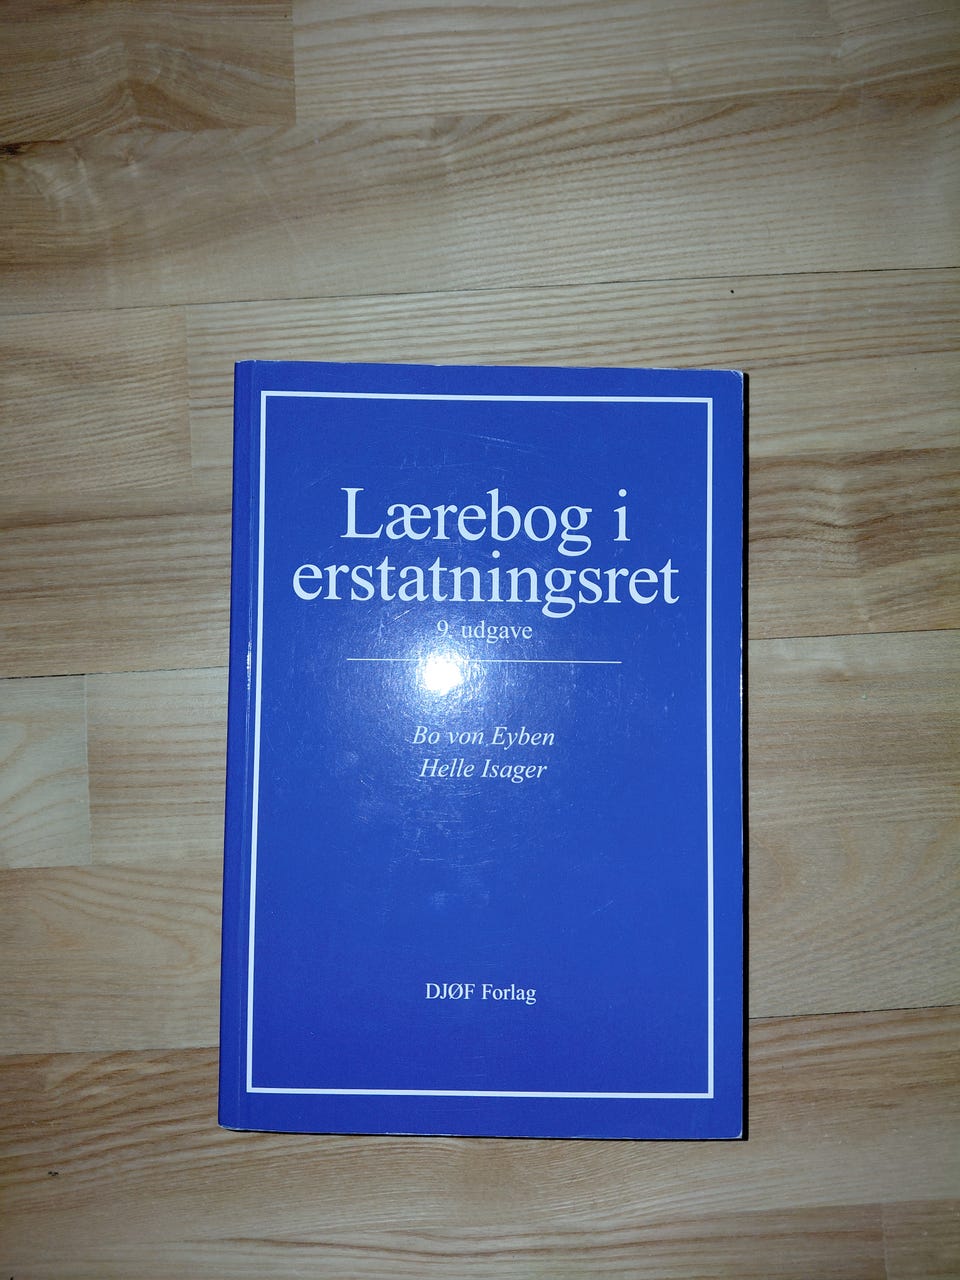 Lærebog i
erstatningsret
9. udgave
Bo von Eyben
Helle Isager
DJØF Forlag